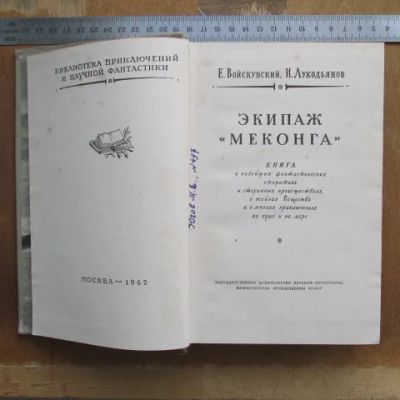 БИБЛИОТЕКА ПРИКЛЮЧЕНИЙ
И НАУЧНОЙ ФАНТАСТИКИ
МОСКВА — 1962
Е. Войскунский, И. Лукодьянов
ЭКИПАЖ
«МЕКОНГА»
КНИГА
о новейших фантастических
открытиях
и старинных происшествиях,
о тайнах Вещества
и о многих приключениях
на суше и на море
ГОСУДАРСТВЕННОЕ ИЗДАТЕЛЬСТВО ДЕТСКОЙ ЛИТЕРАТУРЫ
МИНИСТЕРСТВА ПРОСВЕЩЕНИЯ РСФСР